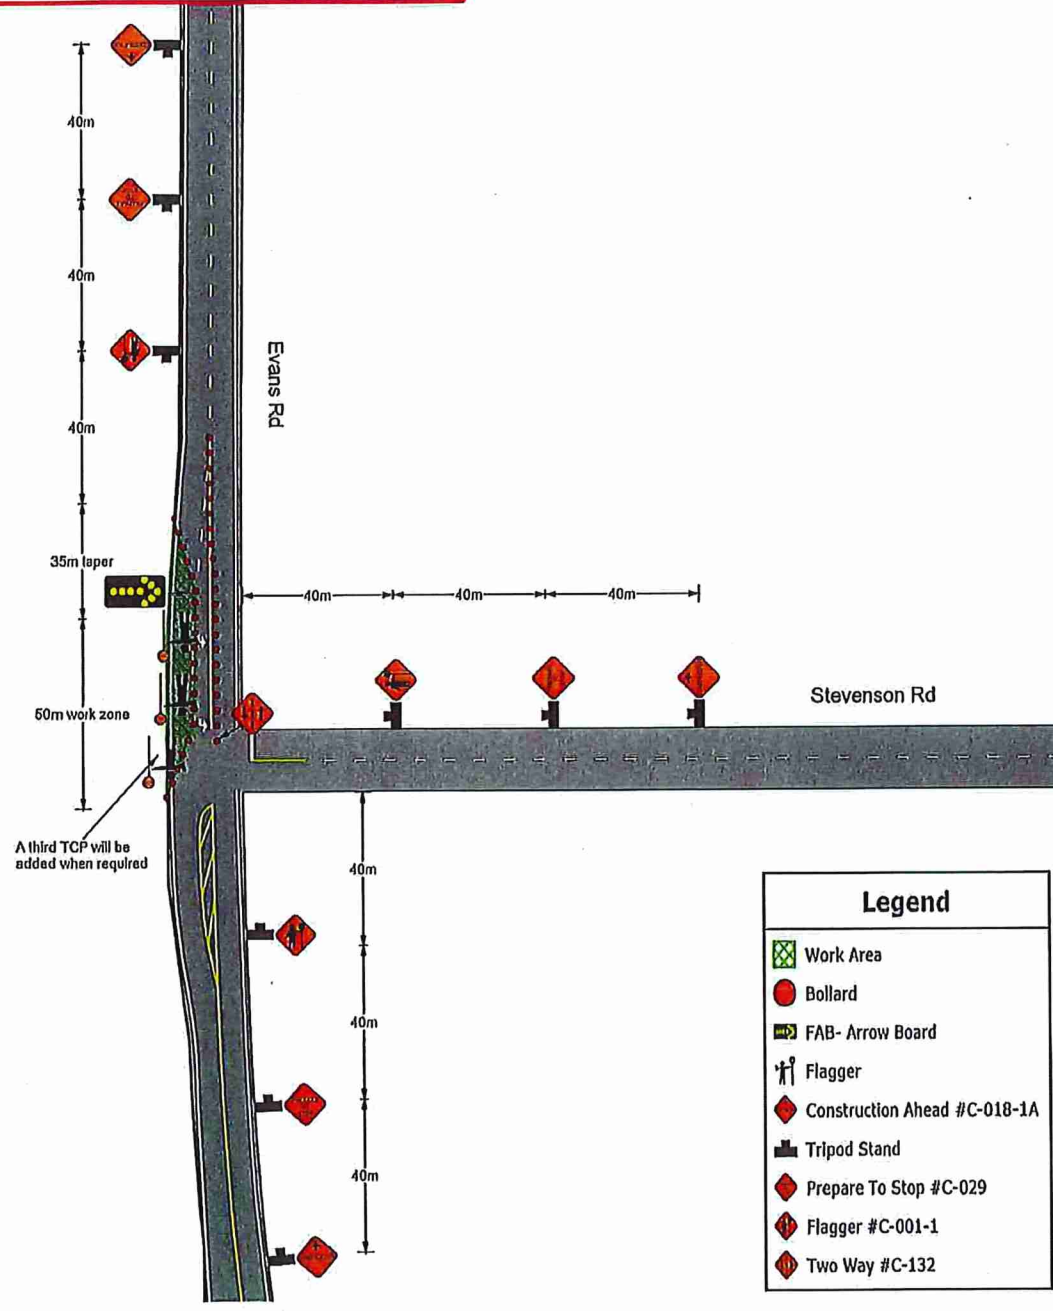 40m
40m
Evans Rd
40m
35m taper
40m
40m
40m
50m work zone
Stevenson Rd
A third TCP will be
added when required
40m
40m
40m
Legend
Work Area
Bollard
FAB- Arrow Board
Flagger
Construction Ahead #C-018-1A
Tripod Stand
Prepare To Stop #C-029
Flagger #C-001-1
Two Way #C-132